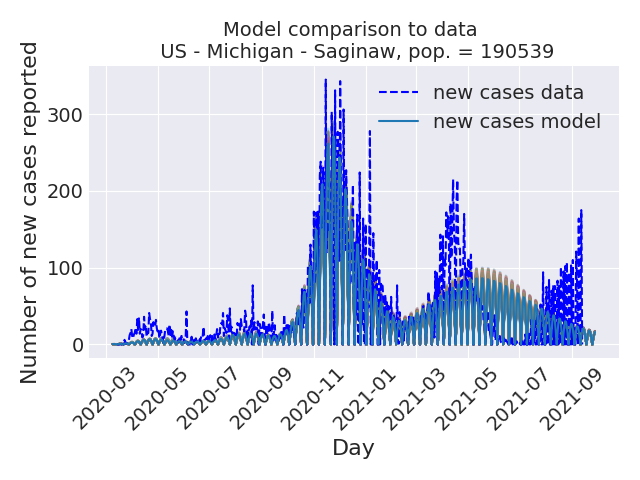 Model comparison to data
US - Michigan - Saginaw, pop. = 190539
Number of new cases reported
300
200
100
0
new cases data
new cases model
2020-03
2020-05
2020-07
2020-09
2020-11
2021-01
2021-03
2021-05
2021-07
2021-09
Day